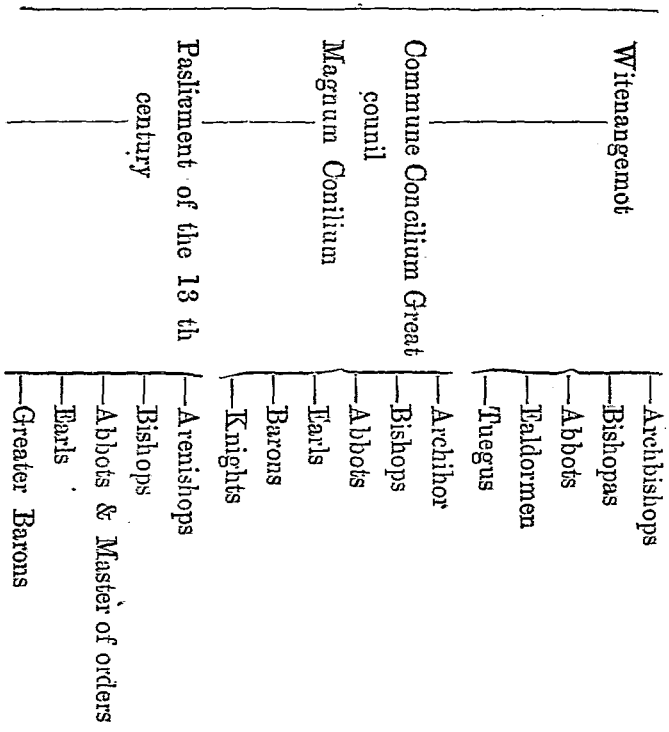 Witenangemot
Archbishops
Bishopas
Abbots
Ealdormen
Tuegus
Commune Concilium Great
counil
Magnum Conilium
Archihor
Bishops
Abbots
Earls
Barons
Knights
Pasliement of the 13 th
century
Arenishops
Bishops
Abbots & Master of orders
Earls
Greater Barons